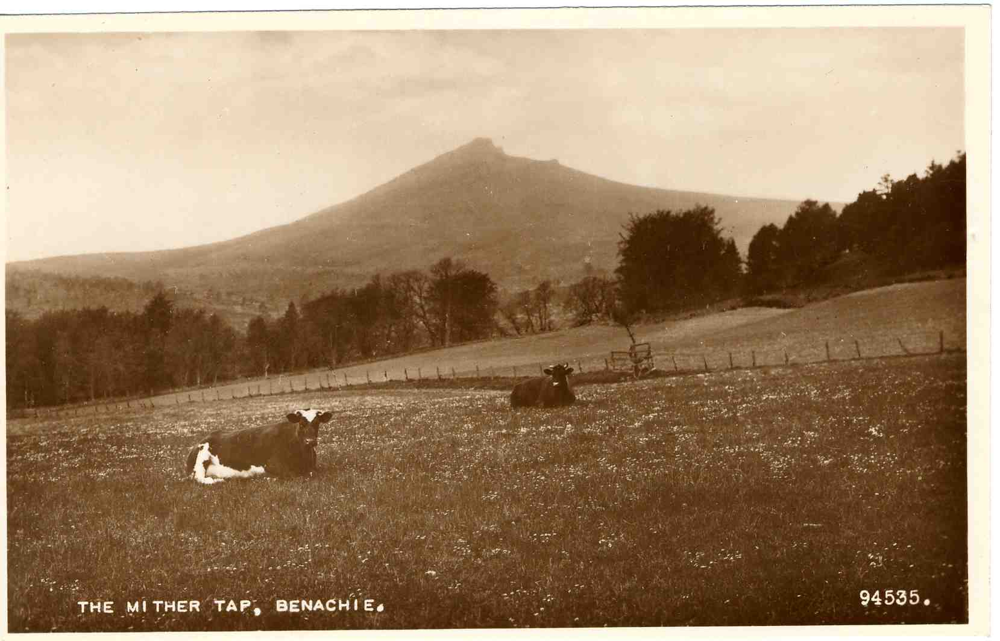 THE MITHER TAP, BENACHIE.
94535.